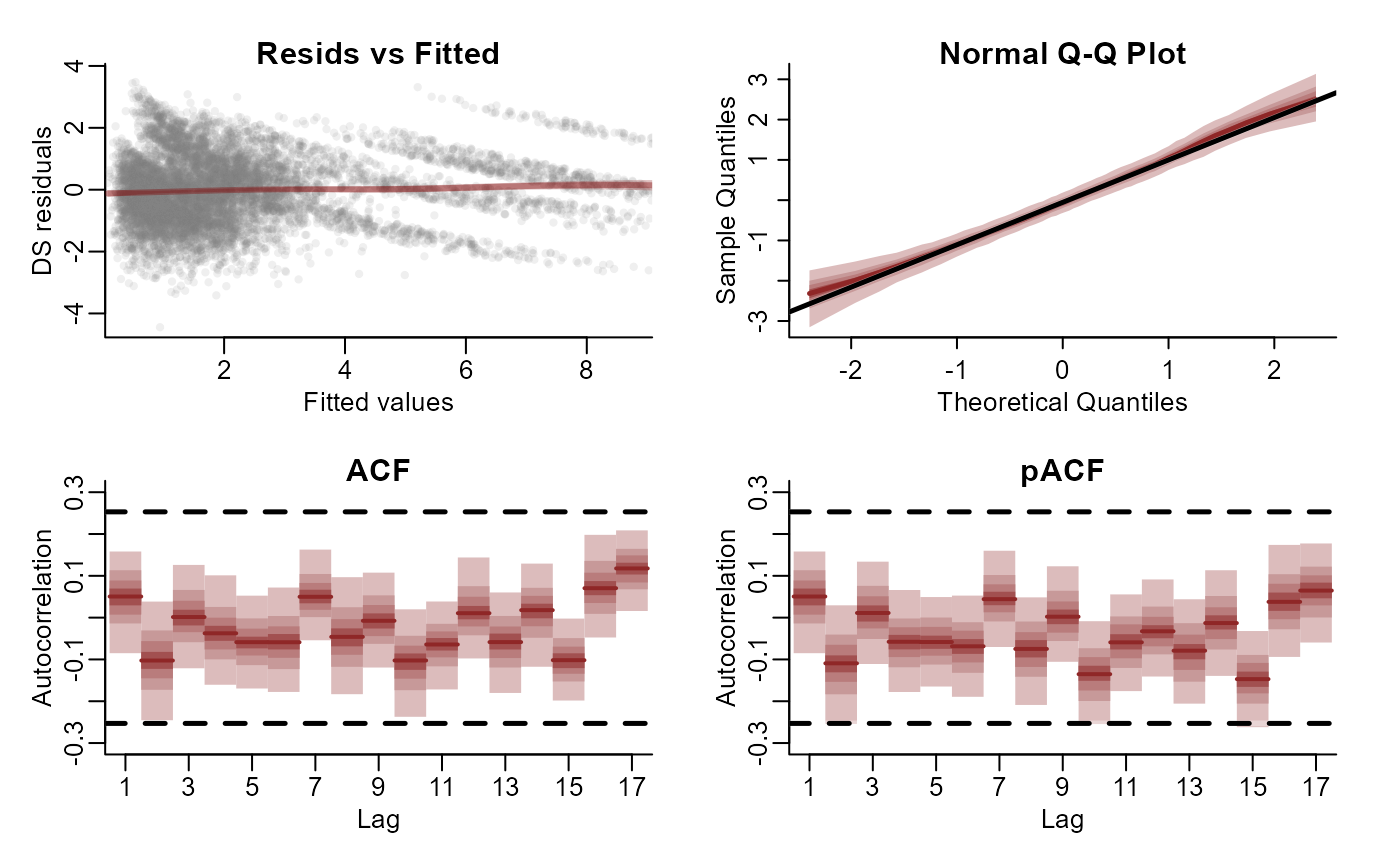 Resids vs Fitted
4
2
0
-2
-4
DS residuals
2 4 6 8
Fitted values
Normal Q-Q Plot
3
2
1
-1
-3
Sample Quantiles
-2 -1 0 1 2
Theoretical Quantiles
ACF
0.3
0.1
-0.1
-0.3
Autocorrelation
1 3 5 7 9 11 13 15 17
Lag
pACF
0.3
0.1
-0.1
-0.3
Autocorrelation
1 3 5 7 9 11 13 15 17
Lag